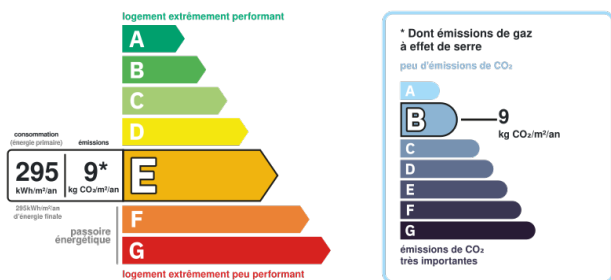 logement extrêmement performant
A
B
C
D
consommation
(énergie primaire)
émissions
295
kWh/m²/an
9*
kg CO₂/m²/an
E
295kWh/m²/an
d'énergie finale
passoire
énergétique
F
G
logement extrêmement peu performant
* Dont émissions de gaz
à effet de serre
peu d'émissions de CO₂
A
B
9
kg CO₂/m²/an
C
D
E
F
G
émissions de CO₂
très importantes